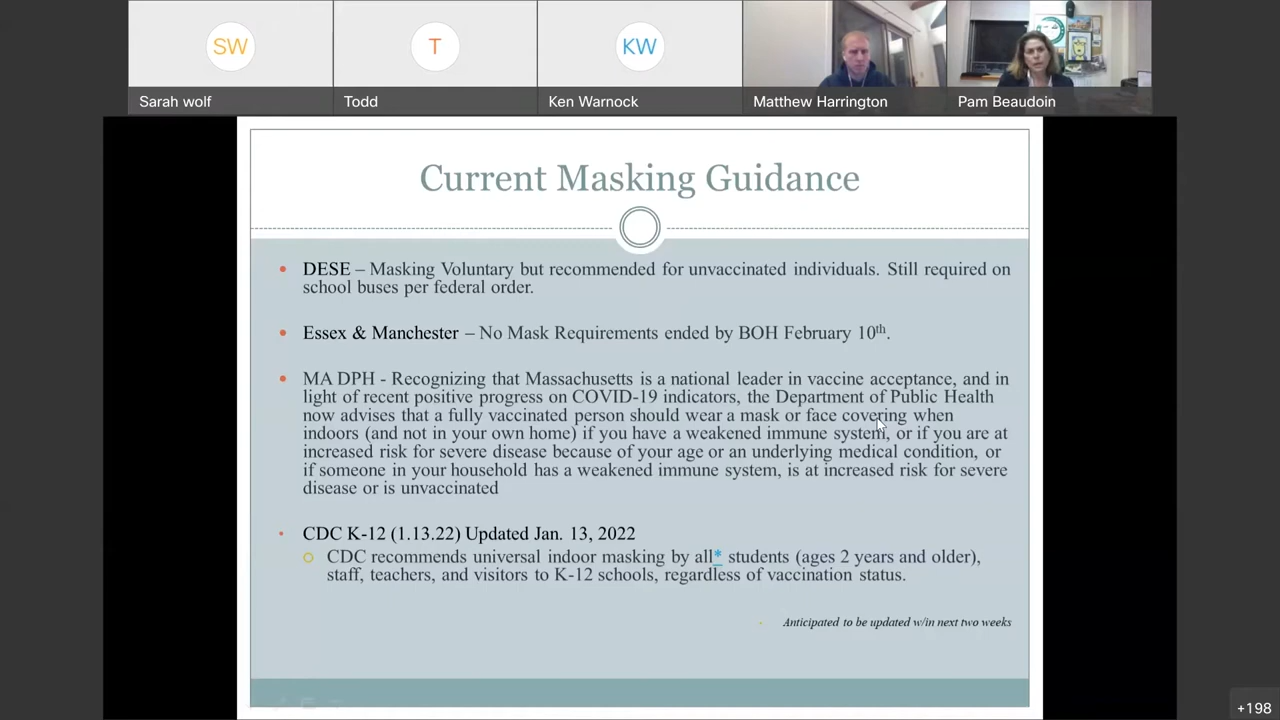 SW
T
KW
Sarah wolf
Todd
Ken Warnock
Matthew Harrington
Pam Beaudoin
Current Masking Guidance
• DESE – Masking Voluntary but recommended for unvaccinated individuals. Still required on
school buses per federal order.
• Essex & Manchester – No Mask Requirements ended by BOH February 10th.
• MA DPH - Recognizing that Massachusetts is a national leader in vaccine acceptance, and in
light of recent positive progress on COVID-19 indicators, the Department of Public Health
now advises that a fully vaccinated person should wear a mask or face covering when
indoors (and not in your own home) if you have a weakened immune system, or if you are at
increased risk for severe disease because of your age or an underlying medical condition, or
if someone in your household has a weakened immune system, is at increased risk for severe
disease or is unvaccinated
• CDC K-12 (1.13.22) Updated Jan. 13, 2022
CDC recommends universal indoor masking by all* students (ages 2 years and older),
staff, teachers, and visitors to K-12 schools, regardless of vaccination status.
• Anticipated to be updated w/in next two weeks
+198